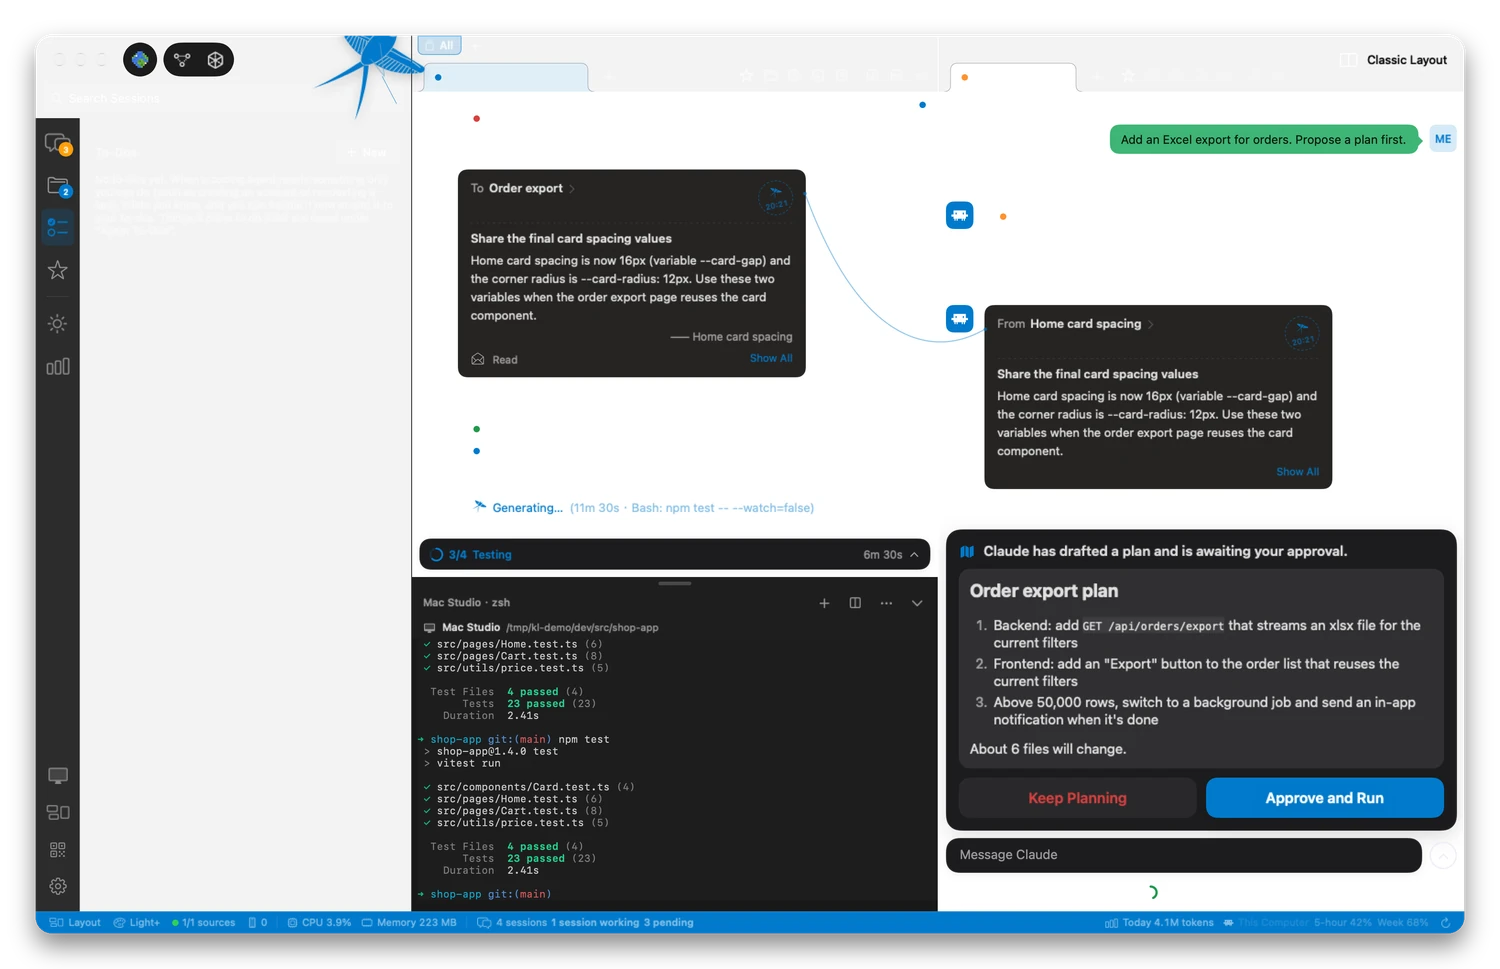 All
Classic Layout
Search Sessions
3
2
Add an Excel export for orders. Propose a plan first.
ME
To Order export
20:21
Share the final card spacing values
Home card spacing is now 16px (variable --card-gap) and
the corner radius is --card-radius: 12px. Use these two
variables when the order export page reuses the card
component.
— Home card spacing
Read
Show All
From Home card spacing
20:21
Share the final card spacing values
Home card spacing is now 16px (variable --card-gap) and
the corner radius is --card-radius: 12px. Use these two
variables when the order export page reuses the card
component.
Show All
Generating... (11m 30s · Bash: npm test -- --watch=false)
3/4 Testing
6m 30s
Mac Studio · zsh
Mac Studio /tmp/kl-demo/dev/src/shop-app
✓ src/pages/Home.test.ts (6)
✓ src/pages/Cart.test.ts (8)
✓ src/utils/price.test.ts (5)
Test Files 4 passed (4)
Tests 23 passed (23)
Duration 2.41s
→ shop-app git:(main) npm test
> shop-app@1.4.0 test
> vitest run
✓ src/components/Card.test.ts (4)
✓ src/pages/Home.test.ts (6)
✓ src/pages/Cart.test.ts (8)
✓ src/utils/price.test.ts (5)
Test Files 4 passed (4)
Tests 23 passed (23)
Duration 2.41s
→ shop-app git:(main)
Claude has drafted a plan and is awaiting your approval.
Order export plan
1. Backend: add GET /api/orders/export that streams an xlsx file for the
current filters
2. Frontend: add an "Export" button to the order list that reuses the
current filters
3. Above 50,000 rows, switch to a background job and send an in-app
notification when it's done
About 6 files will change.
Keep Planning
Approve and Run
Message Claude
Layout
Light+
1/1 sources
0
CPU 3.9%
Memory 223 MB
4 sessions 1 session working 3 pending
Today 4.1M tokens
This Computer 5-hour 42% Week 68%